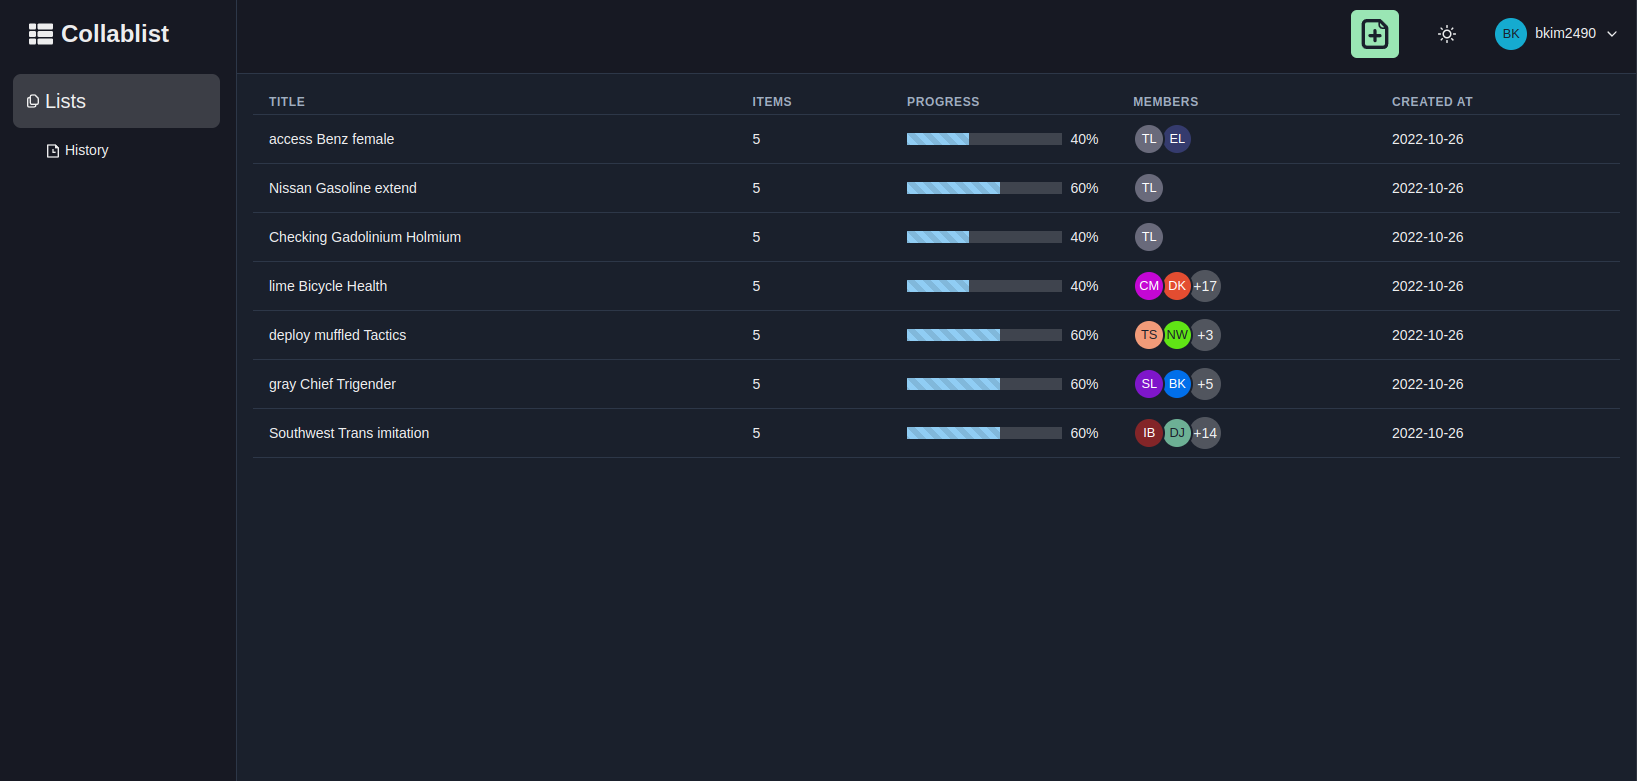 Collablist
BK bkim2490
Lists
History
TITLE ITEMS PROGRESS MEMBERS CREATED AT
access Benz female 5 40% TL EL 2022-10-26
Nissan Gasoline extend 5 60% TL 2022-10-26
Checking Gadolinium Holmium 5 40% TL 2022-10-26
lime Bicycle Health 5 40% CM DK +17 2022-10-26
deploy muffled Tactics 5 60% TS NW +3 2022-10-26
gray Chief Trigender 5 60% SL BK +5 2022-10-26
Southwest Trans imitation 5 60% IB DJ +14 2022-10-26